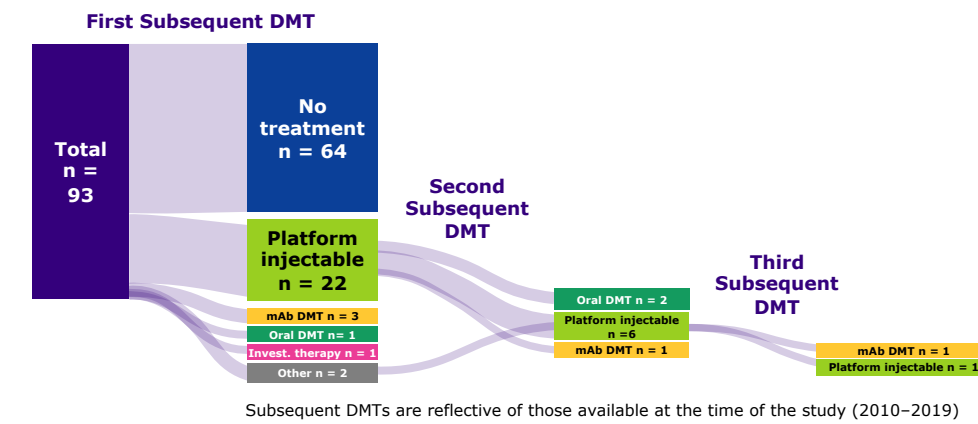 First Subsequent DMT
Total
n =
93
No
treatment
n = 64
Platform
injectable
n = 22
mAb DMT n = 3
Oral DMT n= 1
Invest. therapy n = 1
Other n = 2
Second
Subsequent
DMT
Oral DMT n = 2
Platform injectable
n =6
mAb DMT n = 1
Third
Subsequent
DMT
mAb DMT n = 1
Platform injectable n = 1
Subsequent DMTs are reflective of those available at the time of the study (2010–2019)